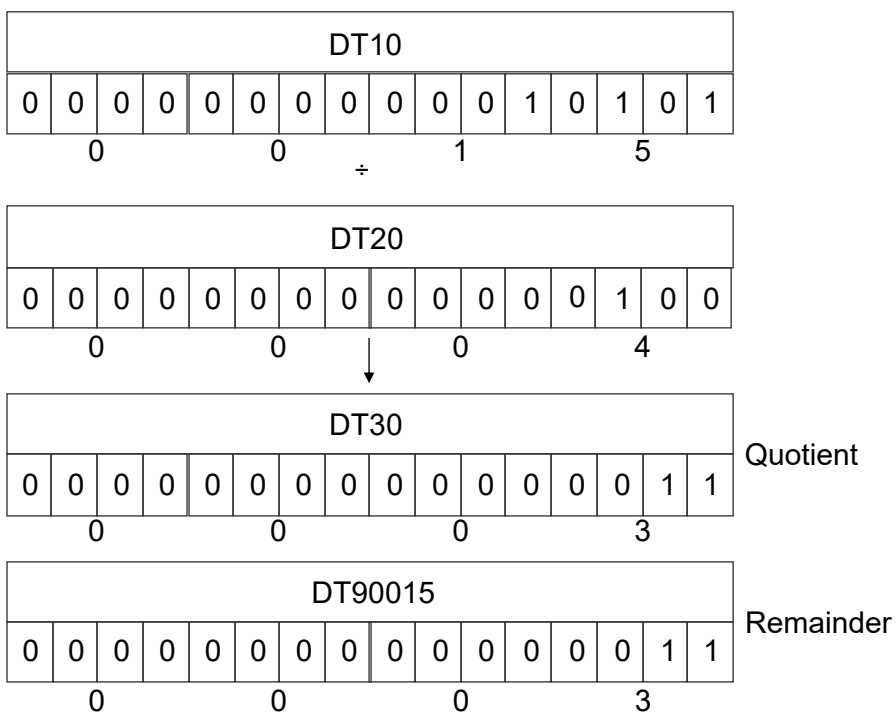 DT10
0 0 0 0 0 0 0 0 0 0 0 1 0 1 0 1
0 0 1 5
÷
DT20
0 0 0 0 0 0 0 0 0 0 0 0 0 1 0 0
0 0 0 4
DT30
Quotient
0 0 0 0 0 0 0 0 0 0 0 0 0 0 1 1
0 0 0 3
DT90015
Remainder
0 0 0 0 0 0 0 0 0 0 0 0 0 0 1 1
0 0 0 3